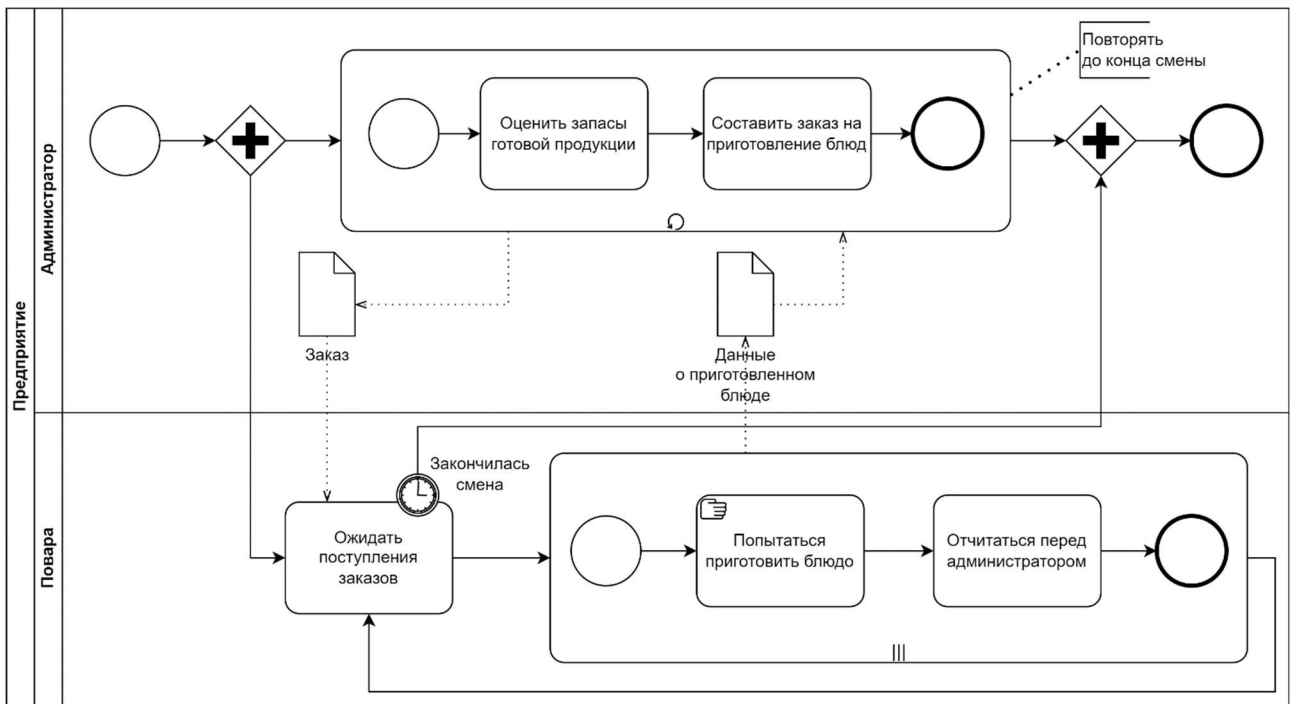 Предприятие
Администратор
Повторять
до конца смены
Оценить запасы
готовой продукции
Составить заказ на
приготовление блюд
Заказ
Данные
о приготовленном
блюде
Повара
Закончилась
смена
Ожидать
поступления
заказов
Попытаться
приготовить блюдо
Отчитаться перед
администратором